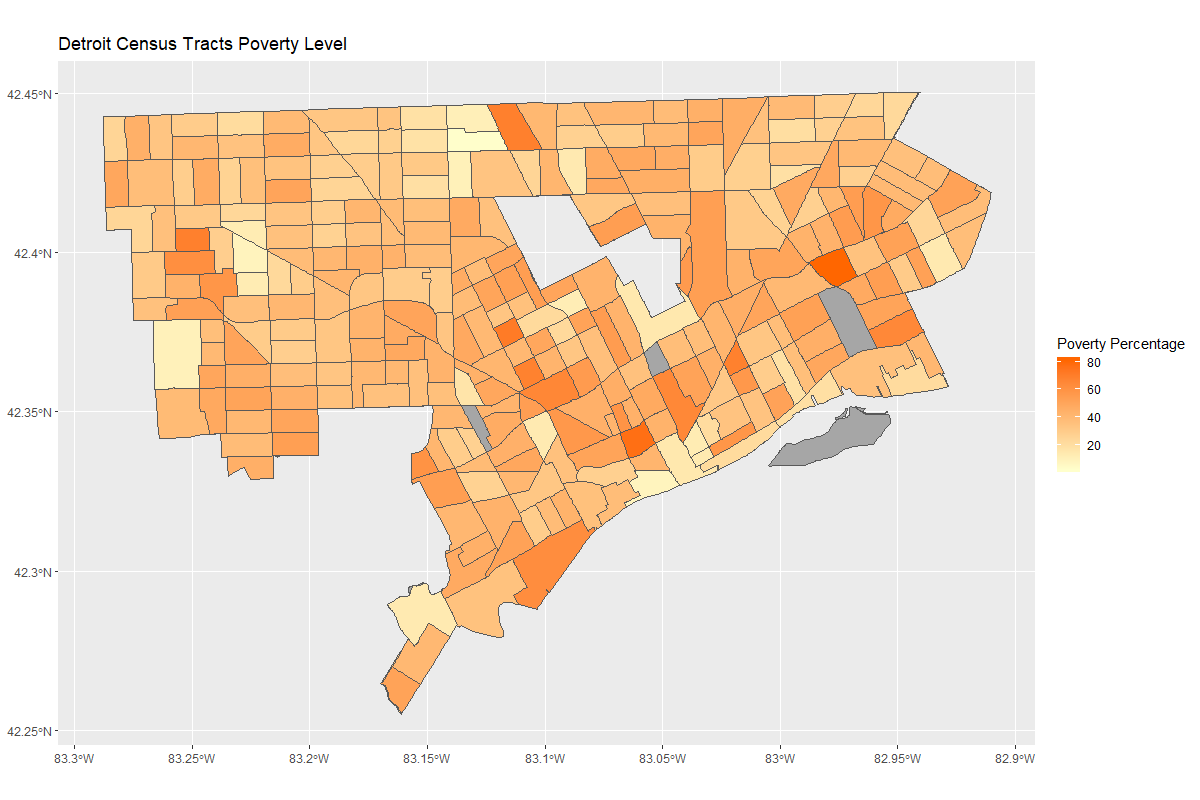 Detroit Census Tracts Poverty Level
42.45°N
42.4°N
42.35°N
42.3°N
42.25°N
83.3°W
83.25°W
83.2°W
83.15°W
83.1°W
83.05°W
83°W
82.95°W
82.9°W
Poverty Percentage
80
60
40
20